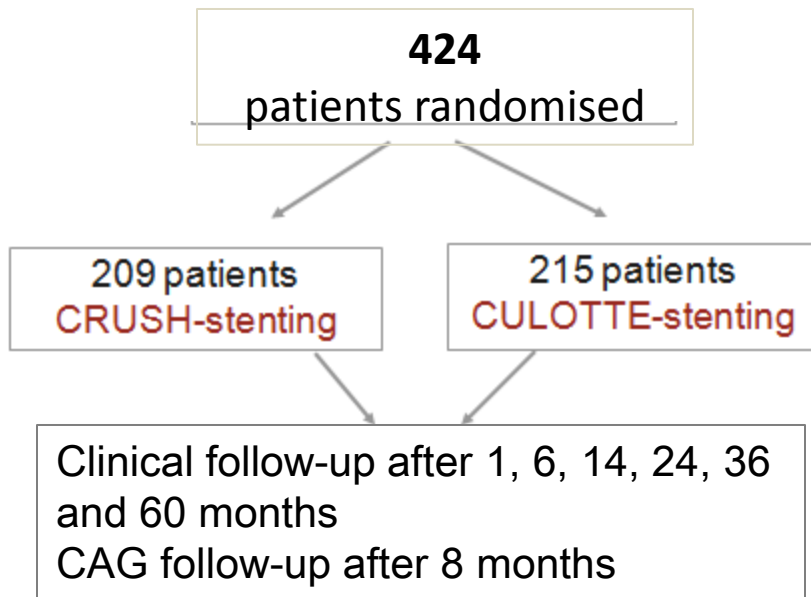 424
patients randomised
209 patients
CRUSH-stenting
215 patients
CULOTTE-stenting
Clinical follow-up after 1, 6, 14, 24, 36
and 60 months
CAG follow-up after 8 months